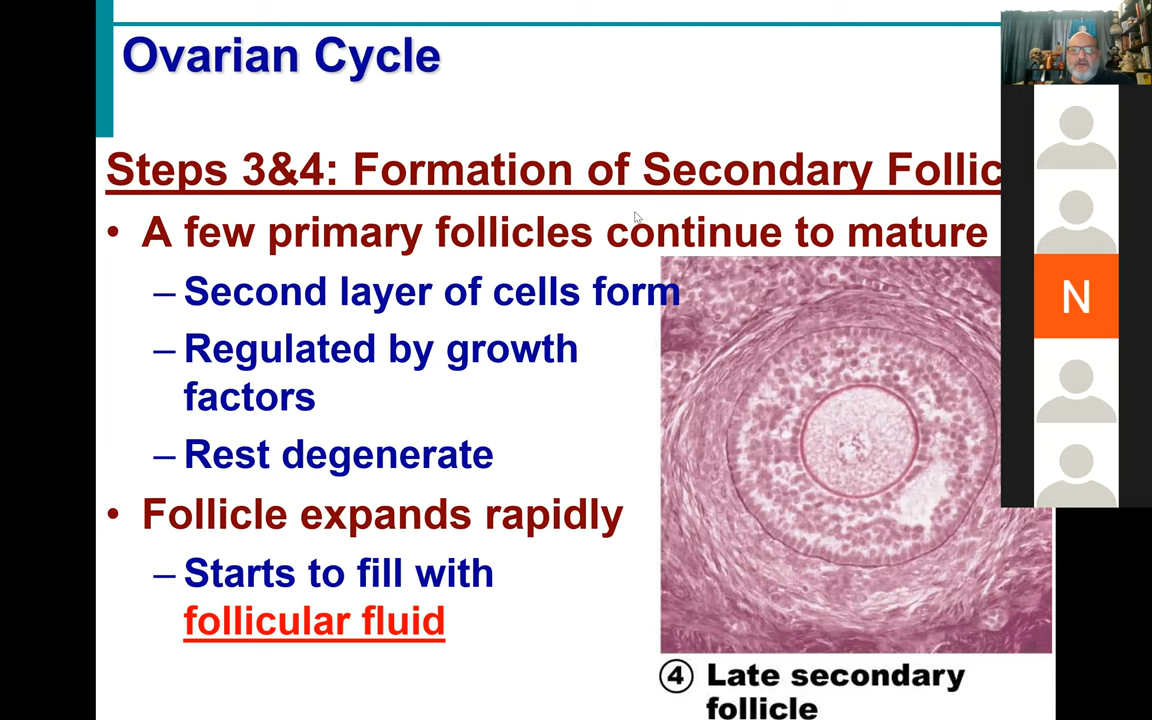 Ovarian Cycle
Steps 3&4: Formation of Secondary Follic
• A few primary follicles continue to mature
– Second layer of cells form
– Regulated by growth
factors
– Rest degenerate
• Follicle expands rapidly
– Starts to fill with
follicular fluid
④ Late secondary
follicle
N